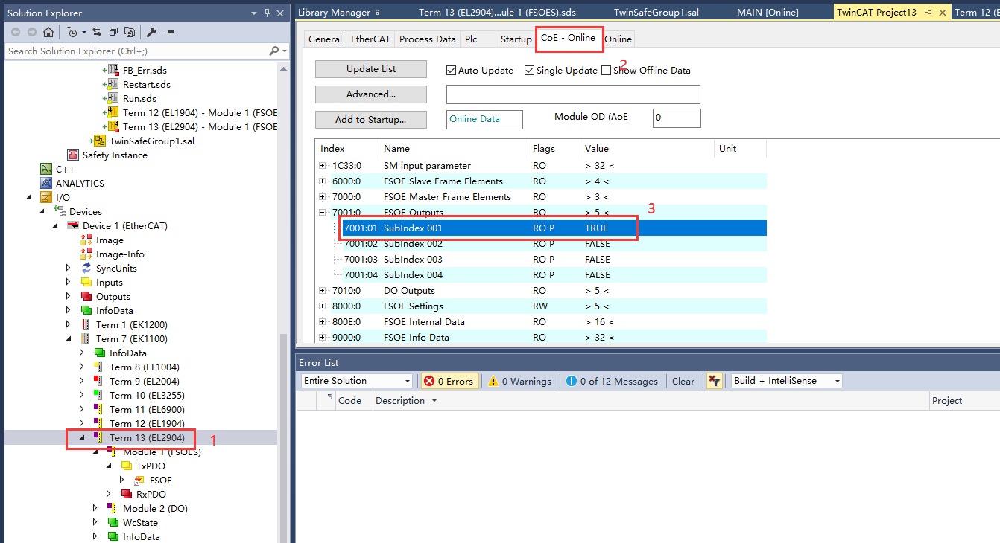 Solution Explorer
Search Solution Explorer (Ctrl+;)
FB_Err.sds
Restart.sds
Run.sds
Term 12 (EL1904) - Module 1 (FSOE
Term 13 (EL2904) - Module 1 (FSOE
TwinSafeGroup1.sal
Safety Instance
C++
ANALYTICS
I/O
Devices
Device 1 (EtherCAT)
Image
Image-Info
SyncUnits
Inputs
Outputs
InfoData
Term 1 (EK1200)
Term 7 (EK1100)
InfoData
Term 8 (EL1004)
Term 9 (EL2004)
Term 10 (EL3255)
Term 11 (EL6900)
Term 12 (EL1904)
Term 13 (EL2904)
1
Module 1 (FSOES)
TxPDO
FSOE
RxPDO
Module 2 (DO)
WcState
InfoData
Library Manager Term 13 (EL2904)...ule 1 (FSOES).sds TwinSafeGroup1.sal MAIN [Online] TwinCAT Project13 Term 12 (E
General EtherCAT Process Data Plc Startup CoE - Online Online
2
Update List Auto Update Single Update Show Offline Data
Advanced...
Add to Startup... Online Data Module OD (AoE 0
Index Name Flags Value Unit
1C33:0 SM input parameter RO > 32 <
6000:0 FSOE Slave Frame Elements RO > 4 <
7000:0 FSOE Master Frame Elements RO > 3 <
7001:0 FSOE Outputs RO > 5 <
3
7001:01 SubIndex 001 RO P TRUE
7001:02 SubIndex 002 RO P FALSE
7001:03 SubIndex 003 RO P FALSE
7001:04 SubIndex 004 RO P FALSE
7010:0 DO Outputs RO > 5 <
8000:0 FSOE Settings RW > 5 <
800E:0 FSOE Internal Data RO > 16 <
9000:0 FSOE Info Data RO > 32 <
Error List
Entire Solution 0 Errors 0 Warnings 0 of 12 Messages Clear Build + IntelliSense
Code Description Project